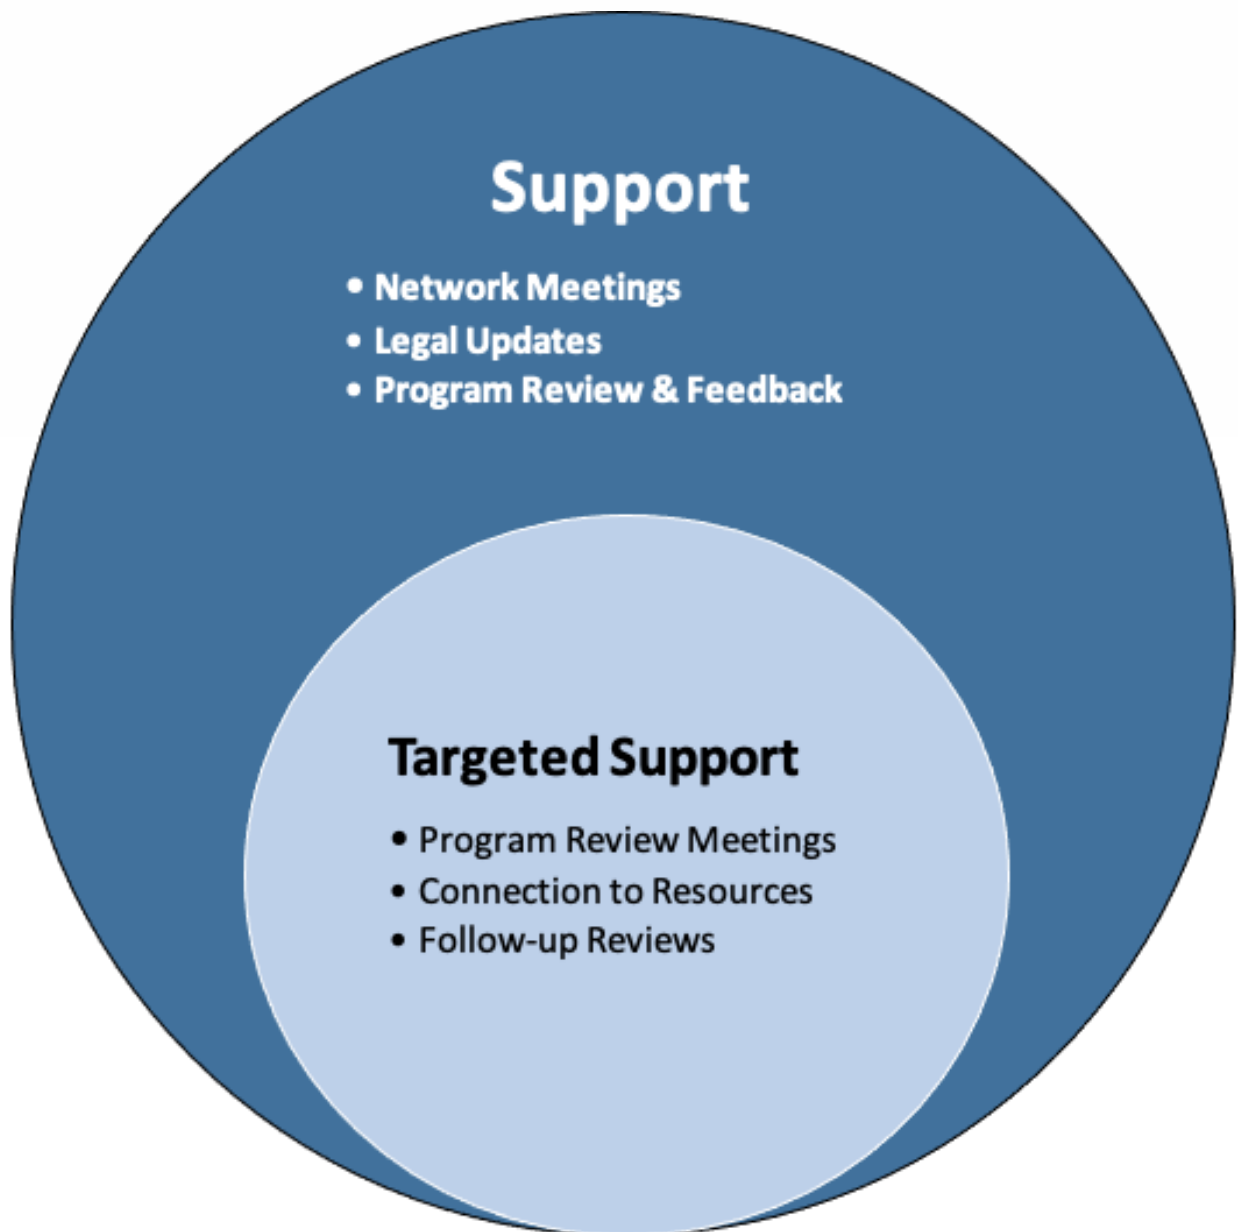 Support
• Network Meetings
• Legal Updates
• Program Review & Feedback
Targeted Support
• Program Review Meetings
• Connection to Resources
• Follow-up Reviews